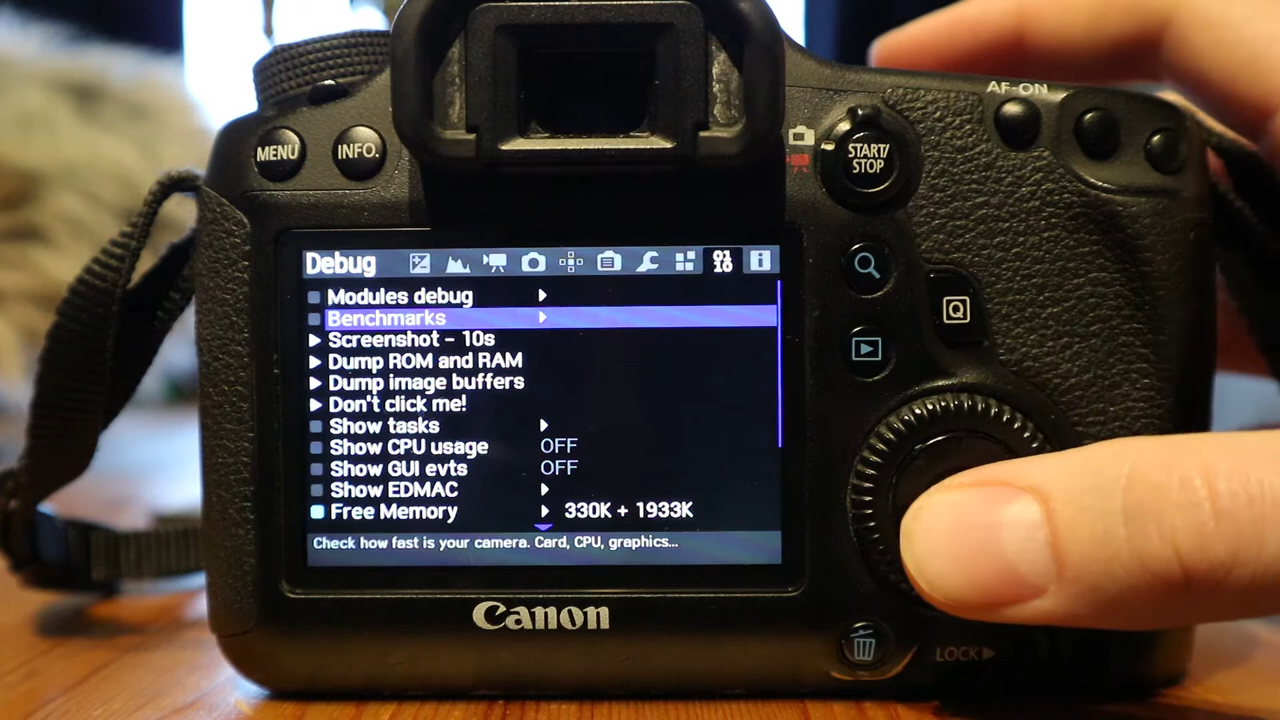 AF-ON
MENU
INFO.
START/
STOP
Debug
01
10
Modules debug
Benchmarks
Screenshot - 10s
Dump ROM and RAM
Dump image buffers
Don't click me!
Show tasks
Show CPU usage OFF
Show GUI evts OFF
Show EDMAC
Free Memory 330K + 1933K
Check how fast is your camera. Card, CPU, graphics...
Q
Canon
LOCK